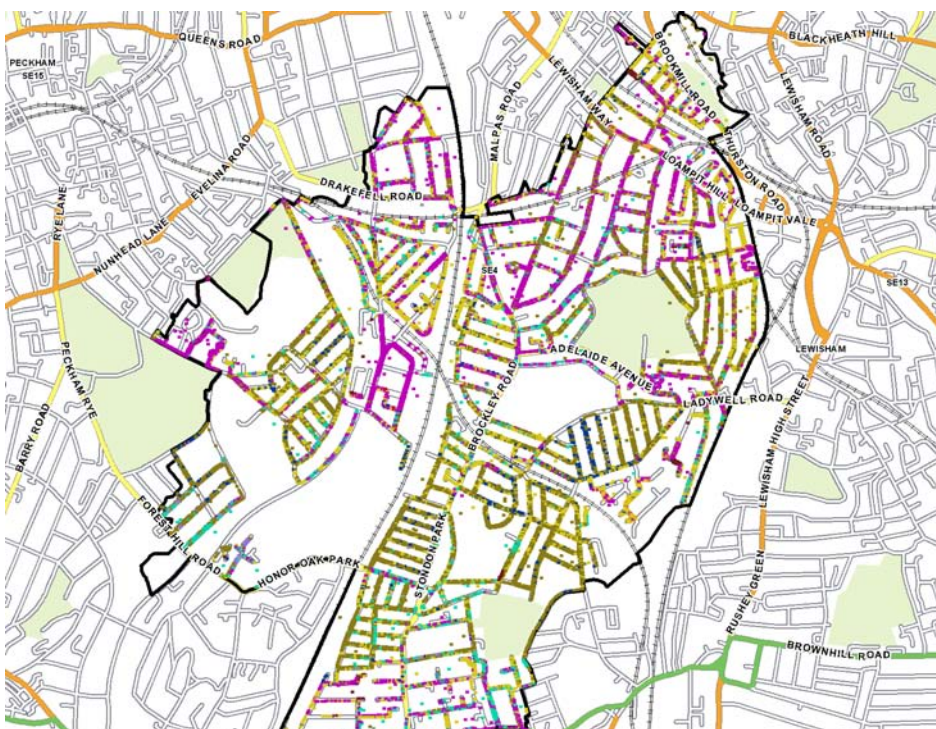 QUEENS ROAD
PECKHAM
SE15
BROOKMILL ROAD
BLACKHEATH HILL
LEWISHAM WAY
MALPAS ROAD
LEWISHAM ROAD
EVELINA ROAD
THURSTON ROAD
LOAMPIT HILL
DRAKEFELL ROAD
RYE LANE
LOAMPIT VALE
NUNHEAD LANE
SE4
SE13
LEWISHAM
ADELAIDE AVENUE
PECKHAM RYE
BROCKLEY ROAD
LADYWELL ROAD
BARRY ROAD
LEWISHAM HIGH STREET
FOREST HILL ROAD
STONDON PARK
HONOR OAK PARK
RUSHEY GREEN
BROWNHILL ROAD